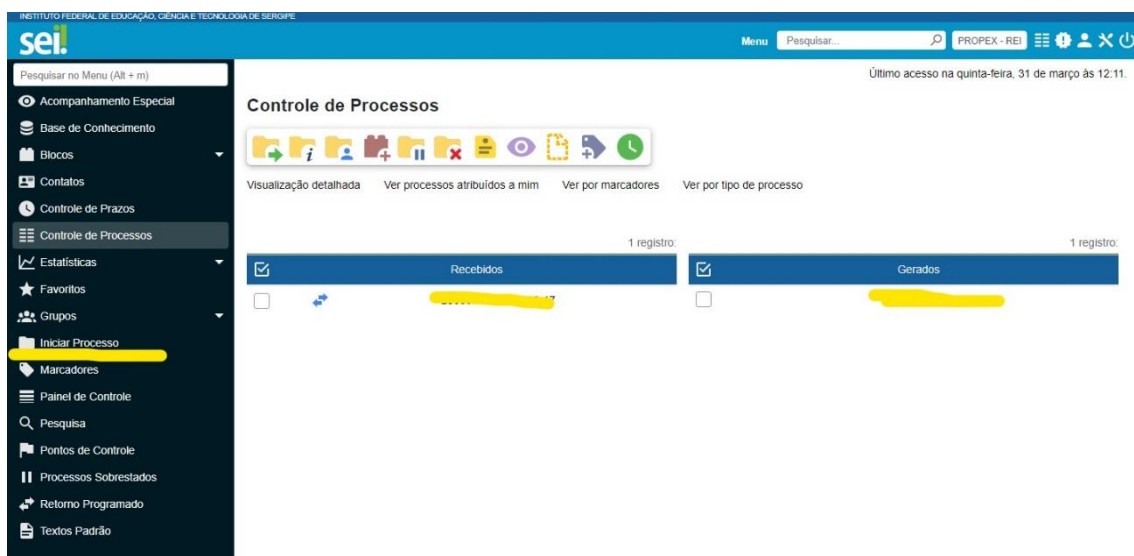 INSTITUTO FEDERAL DE EDUCAÇÃO, CIÊNCIA E TECNOLOGIA DE SERGIPE
sei!
Menu Pesquisar... PROPEX - REI
Pesquisar no Menu (Alt + m)
Último acesso na quinta-feira, 31 de março às 12:11.
Acompanhamento Especial
Base de Conhecimento
Blocos
Contatos
Controle de Prazos
Controle de Processos
Estatísticas
Favoritos
Grupos
Iniciar Processo
Marcadores
Painel de Controle
Pesquisa
Pontos de Controle
Processos Sobrestados
Retorno Programado
Textos Padrão
Controle de Processos
Visualização detalhada Ver processos atribuídos a mim Ver por marcadores Ver por tipo de processo
1 registro:
Recebidos
1 registro:
Gerados